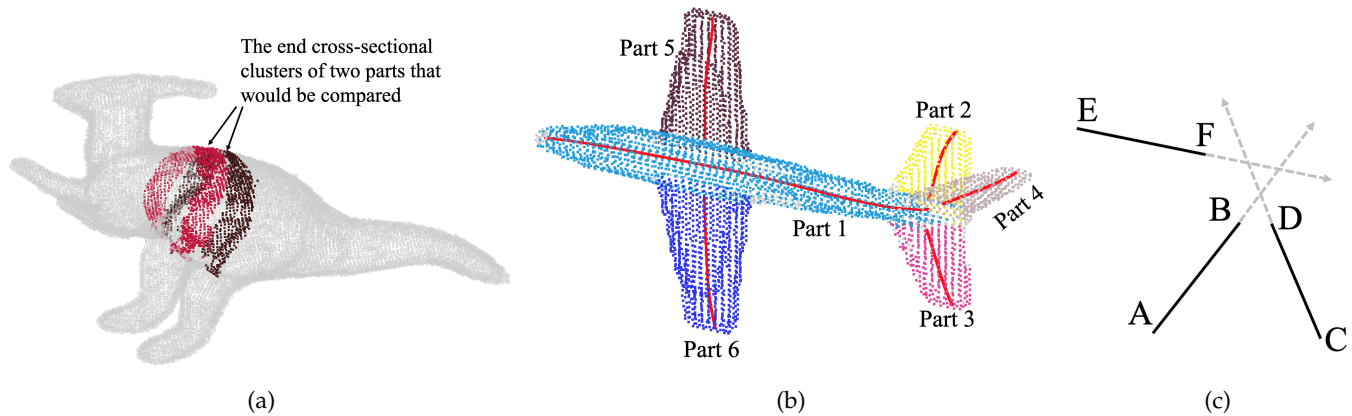 The end cross-sectional
clusters of two parts that
would be compared
(a)
Part 5
Part 2
Part 4
Part 1
Part 3
Part 6
(b)
E
F
B
D
A
C
(c)